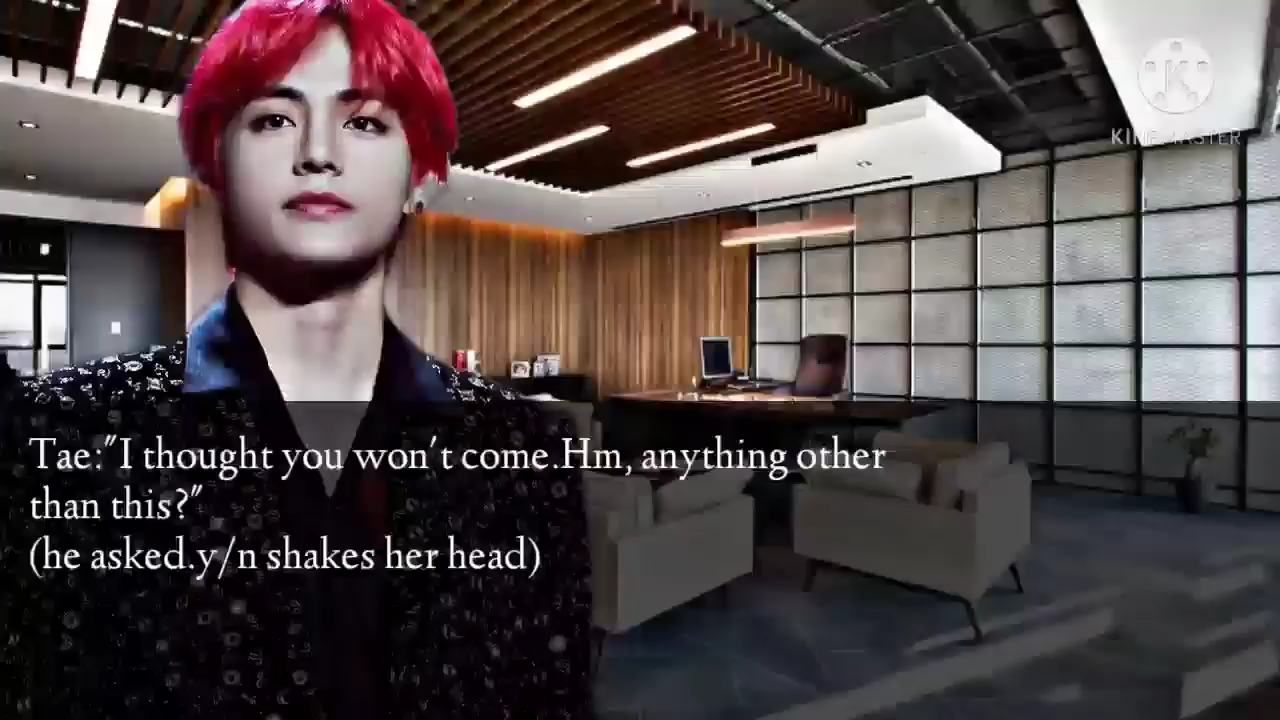 KINEMASTER
Tae:"I thought you won't come.Hm, anything other
than this?"
(he asked.y/n shakes her head)